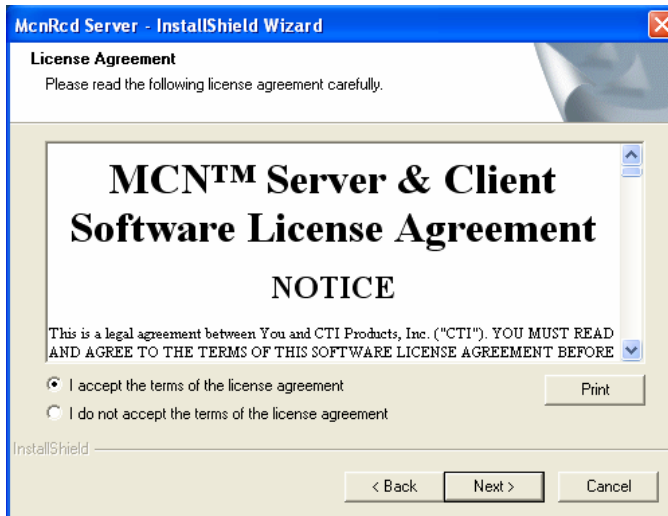 McnRcd Server - InstallShield Wizard
License Agreement
Please read the following license agreement carefully.
MCN™ Server & Client
Software License Agreement
NOTICE
This is a legal agreement between You and CTI Products, Inc. ("CTI"). YOU MUST READ
AND AGREE TO THE TERMS OF THIS SOFTWARE LICENSE AGREEMENT BEFORE
I accept the terms of the license agreement
Print
I do not accept the terms of the license agreement
InstallShield
< Back
Next >
Cancel